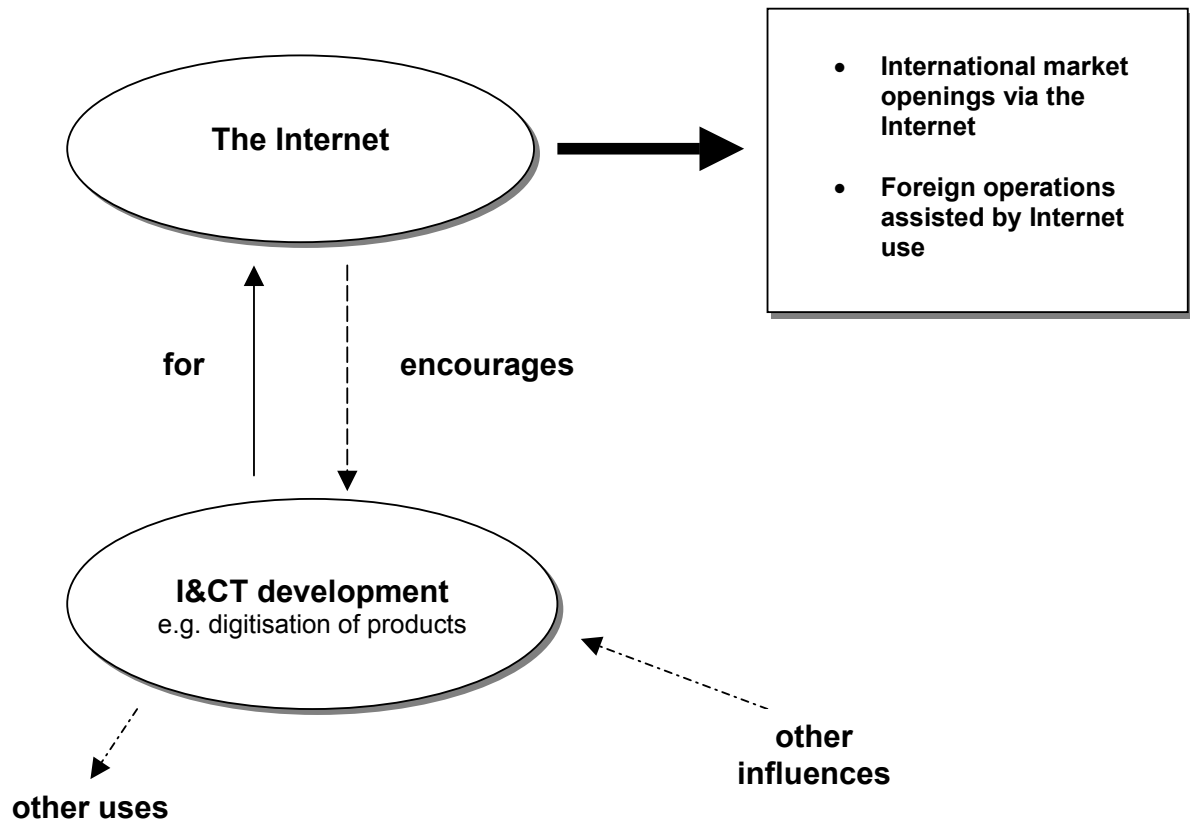 The Internet
• International market
openings via the
Internet
• Foreign operations
assisted by Internet
use
for
encourages
I&CT development
e.g. digitisation of products
other
influences
other uses